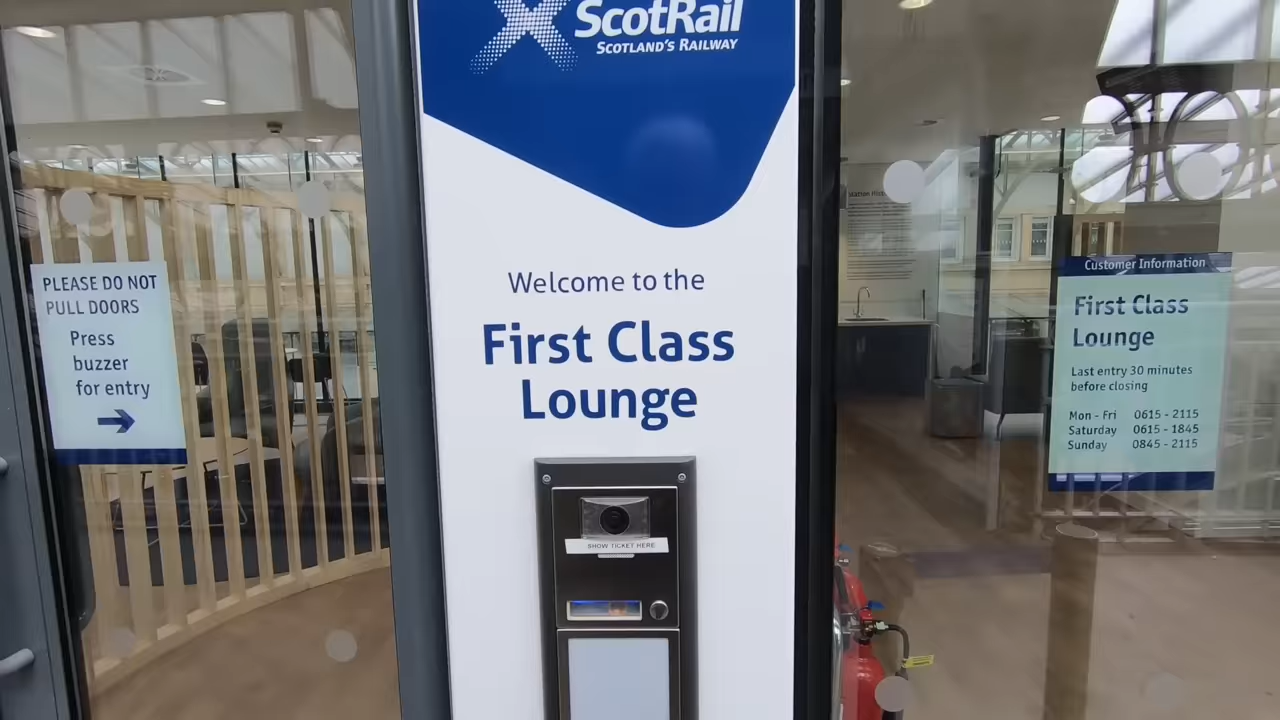 ScotRail
SCOTLAND'S RAILWAY
Welcome to the
First Class
Lounge
SHOW TICKET HERE
PLEASE DO NOT
PULL DOORS
Press
buzzer
for entry
Customer Information
First Class
Lounge
Last entry 30 minutes
before closing
Mon - Fri 0615 - 2115
Saturday 0615 - 1845
Sunday 0845 - 2115